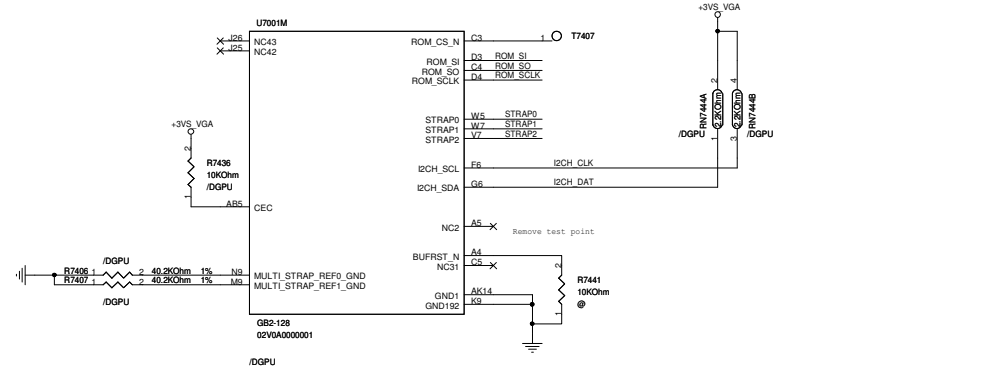 +3VS_VGA
U7001M
J26 NC43
J25 NC42
ROM_CS_N C3 1 T7407
ROM_SI D3 ROM_SI
ROM_SO C4 ROM_SO
ROM_SCLK D4 ROM_SCLK
2 4
RN7444A 2.2KOhm 2.2KOhm RN7444B
/DGPU /DGPU
1 3
STRAP0 W5 STRAP0
STRAP1 W7 STRAP1
STRAP2 V7 STRAP2
+3VS_VGA
2
R7436
10KOhm
/DGPU
1
I2CH_SCL F6 I2CH_CLK
I2CH_SDA G6 I2CH_DAT
AB5 CEC
NC2 A5
Remove test point
BUFRST_N A4
NC31 C5
/DGPU
R7406 1 2 40.2KOhm 1% N9 MULTI_STRAP_REF0_GND
R7407 1 2 40.2KOhm 1% M9 MULTI_STRAP_REF1_GND
/DGPU
2
R7441
10KOhm
@
1
GND1 AK14
GND192 K9
GB2-128
02V0A0000001
/DGPU